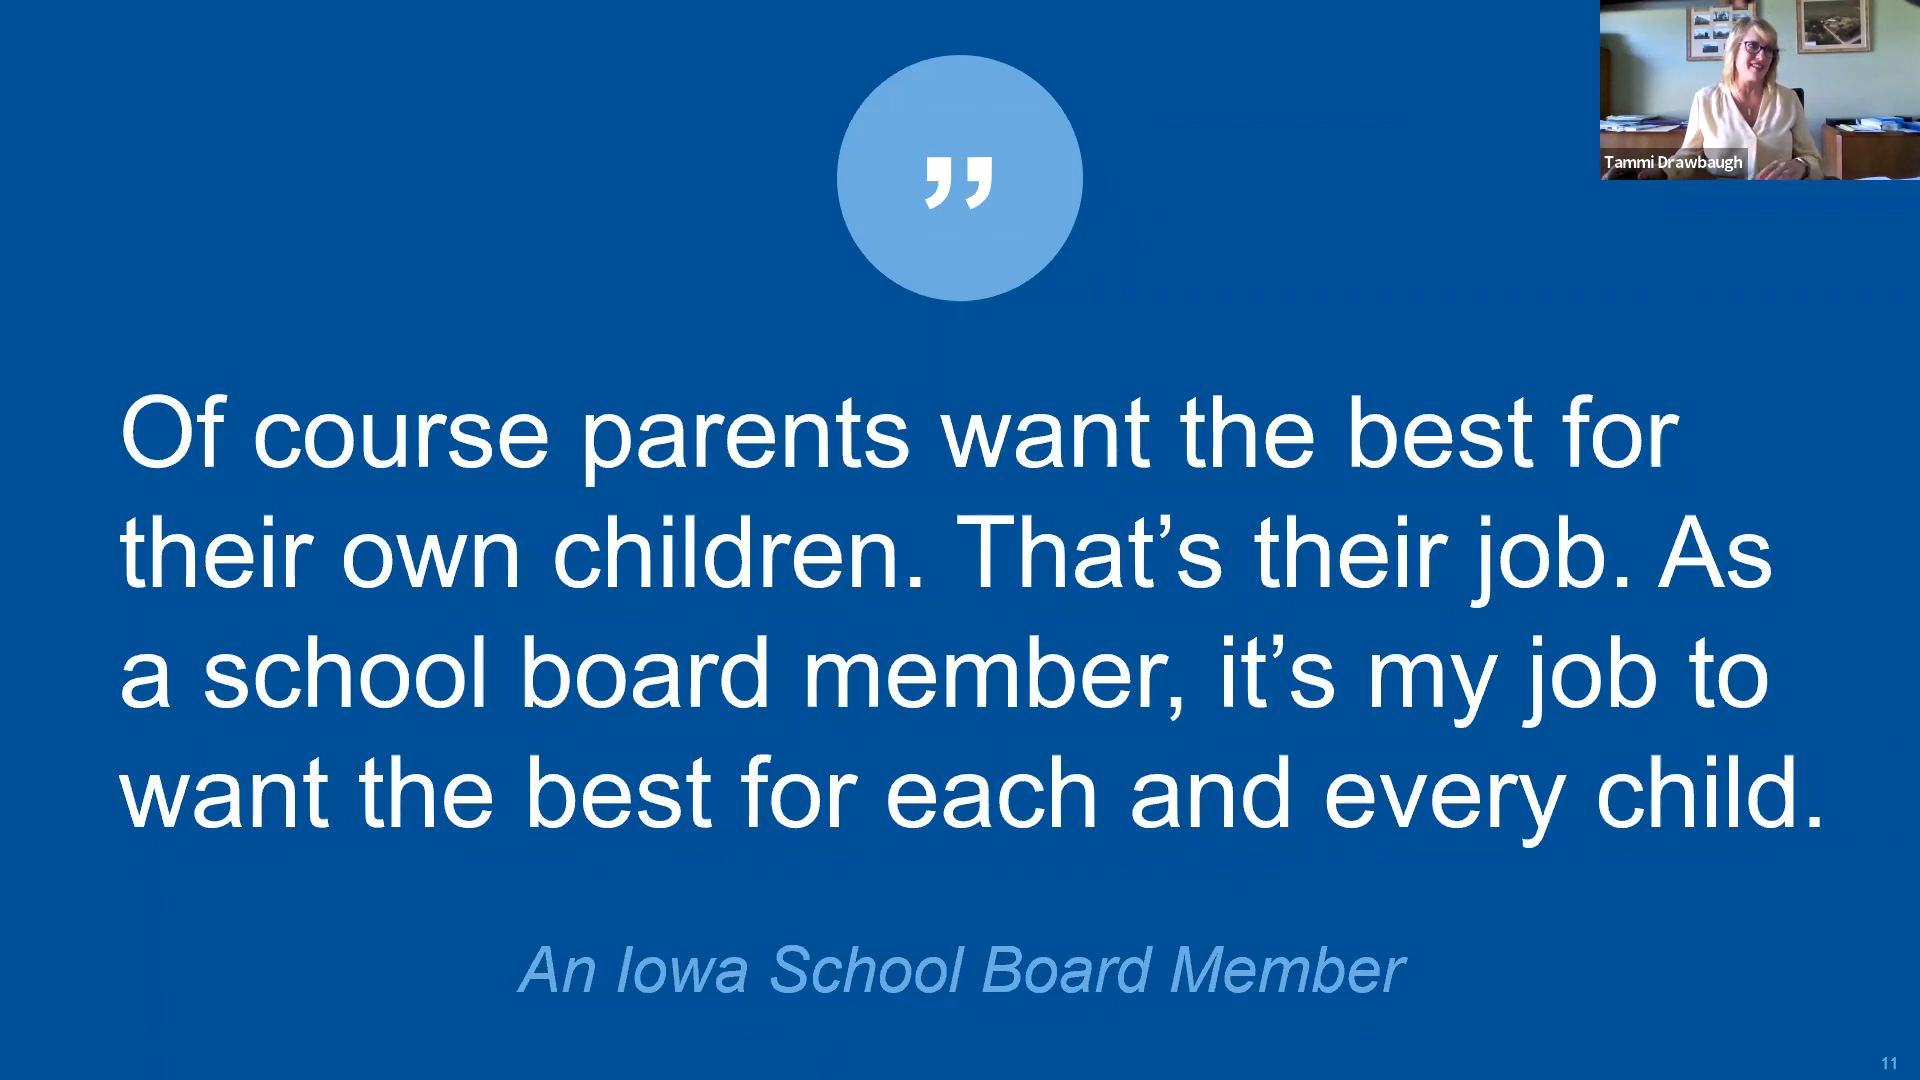 ”
Of course parents want the best for
their own children. That’s their job. As
a school board member, it’s my job to
want the best for each and every child.
An Iowa School Board Member
Tammi Drawbaugh
11